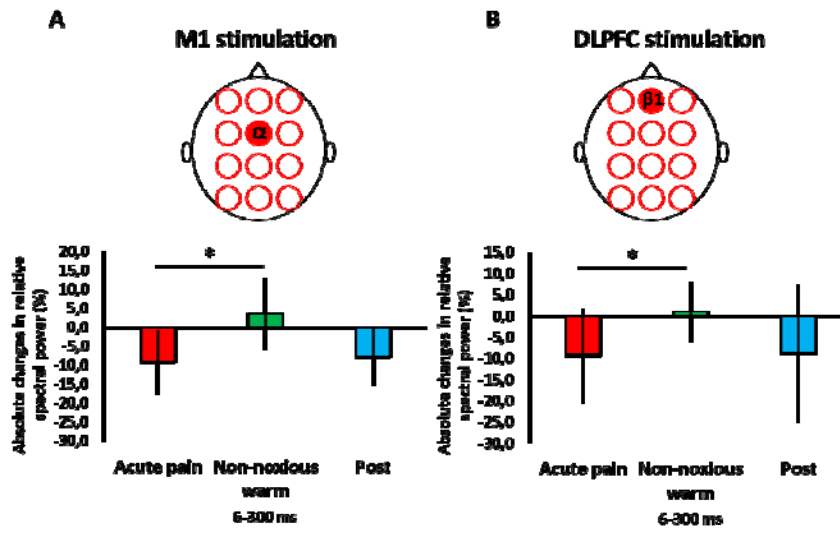 A
M1 stimulation
α
Absolute changes in relative
spectral power (%)
20,0
15,0
10,0
5,0
0,0
-5,0
-10,0
-15,0
-20,0
-25,0
-30,0
*
Acute pain
Non-noxious
warm
Post
6-300 ms
B
DLPFC stimulation
β1
Absolute changes in relative
spectral power (%)
15,0
10,0
5,0
0,0
-5,0
-10,0
-15,0
-20,0
-25,0
-30,0
*
Acute pain
Non-noxious
warm
Post
6-300 ms